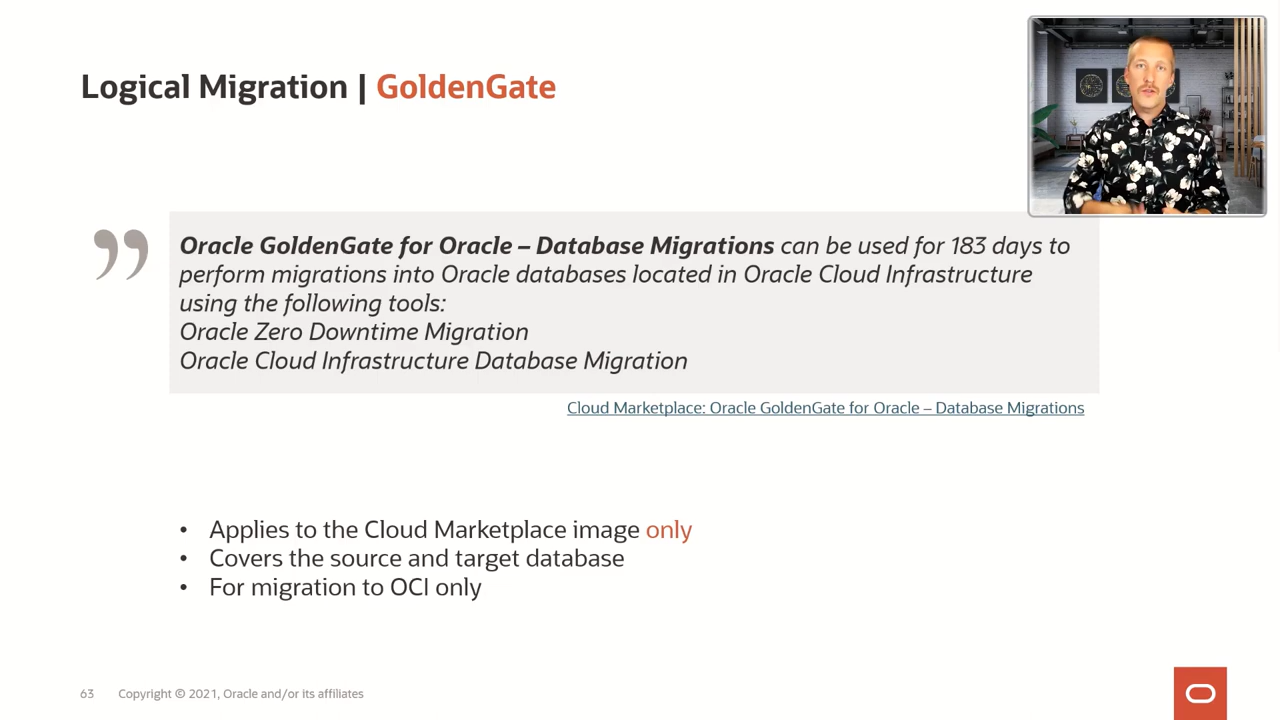 Logical Migration | GoldenGate
Oracle GoldenGate for Oracle – Database Migrations can be used for 183 days to
perform migrations into Oracle databases located in Oracle Cloud Infrastructure
using the following tools:
Oracle Zero Downtime Migration
Oracle Cloud Infrastructure Database Migration
Cloud Marketplace: Oracle GoldenGate for Oracle – Database Migrations
• Applies to the Cloud Marketplace image only
• Covers the source and target database
• For migration to OCI only
63 Copyright © 2021, Oracle and/or its affiliates